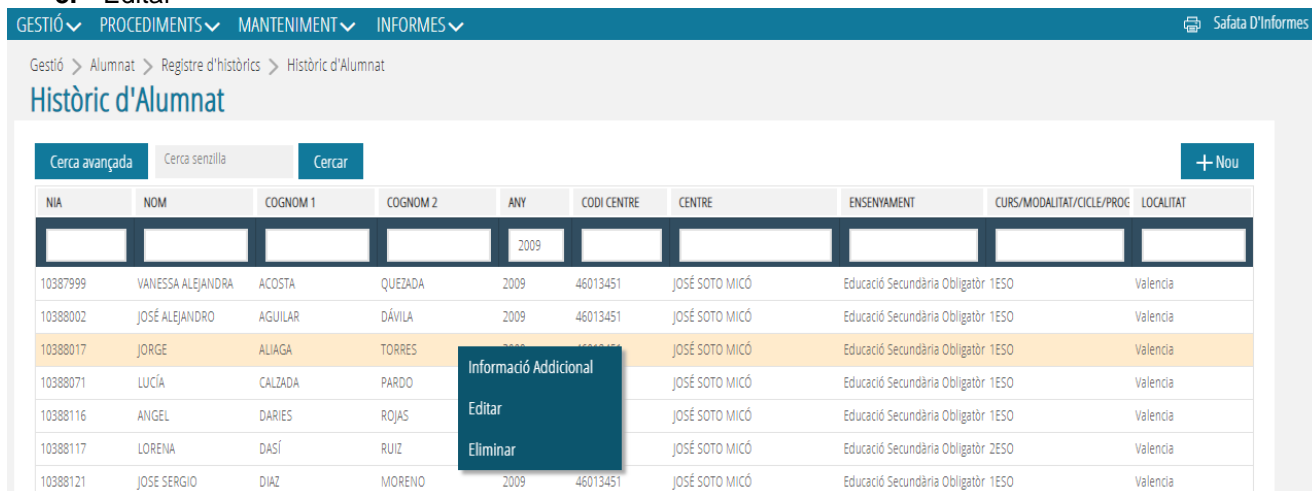 Editar
GESTIÓ PROCEDIMENTS MANTENIMENT INFORMES Safata D'Informes
Gestió > Alumnat > Registre d'històrics > Històric d'Alumnat
Històric d'Alumnat
Cerca avançada Cerca senzilla Cercar + Nou
NIA NOM COGNOM 1 COGNOM 2 ANY CODI CENTRE CENTRE ENSENYAMENT CURS/MODALITAT/CICLE/PROG LOCALITAT
2009
10387999 VANESSA ALEJANDRA ACOSTA QUEZADA 2009 46013451 JOSÉ SOTO MICÓ Educació Secundària Obligatòr 1ESO Valencia
10388002 JOSÉ ALEJANDRO AGUILAR DÁVILA 2009 46013451 JOSÉ SOTO MICÓ Educació Secundària Obligatòr 1ESO Valencia
10388017 JORGE ALIAGA TORRES JOSÉ SOTO MICÓ Educació Secundària Obligatòr 1ESO Valencia
Informació Addicional
10388071 LUCÍA CALZADA PARDO JOSÉ SOTO MICÓ Educació Secundària Obligatòr 1ESO Valencia
Editar
10388116 ANGEL DARIES ROJAS JOSÉ SOTO MICÓ Educació Secundària Obligatòr 1ESO Valencia
Eliminar
10388117 LORENA DASÍ RUIZ JOSÉ SOTO MICÓ Educació Secundària Obligatòr 2ESO Valencia
10388121 JOSE SERGIO DIAZ MORENO 2009 46013451 JOSÉ SOTO MICÓ Educació Secundària Obligatòr 1ESO Valencia